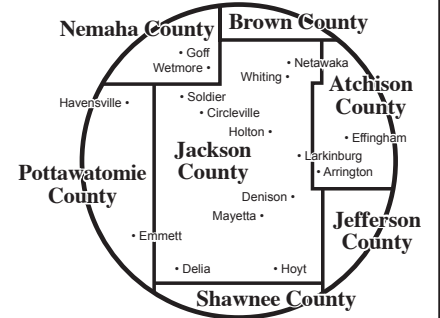 Nemaha County
Brown County
Goff
Wetmore
Netawaka
Whiting
Atchison
County
Havensville
Soldier
Circleville
Holton
Effingham
Jackson
County
Larkinburg
Arrington
Pottawatomie
County
Denison
Mayetta
Jefferson
County
Emmett
Delia
Hoyt
Shawnee County